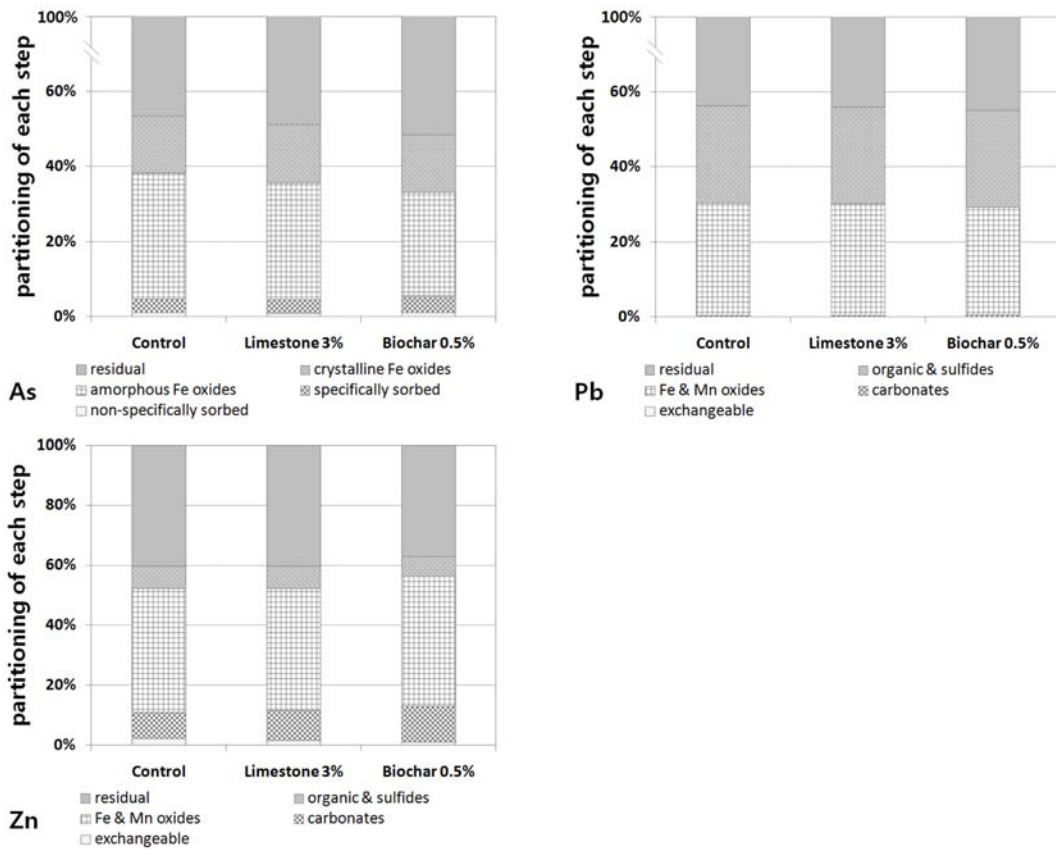 partitioning of each step
100%
60%
40%
20%
0%
Control Limestone 3% Biochar 0.5%
residual crystalline Fe oxides
amorphous Fe oxides specifically sorbed
non-specifically sorbed
As
partitioning of each step
100%
60%
40%
20%
0%
Control Limestone 3% Biochar 0.5%
residual organic & sulfides
Fe & Mn oxides carbonates
exchangeable
Pb
partitioning of each step
100%
80%
60%
40%
20%
0%
Control Limestone 3% Biochar 0.5%
residual organic & sulfides
Fe & Mn oxides carbonates
exchangeable
Zn